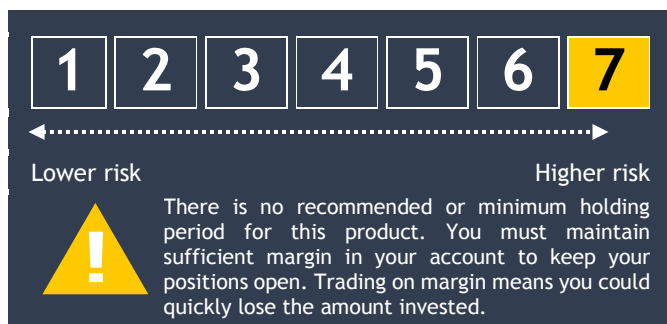 1 2 3 4 5 6 7
Lower risk Higher risk
!
There is no recommended or minimum holding
period for this product. You must maintain
sufficient margin in your account to keep your
positions open. Trading on margin means you could
quickly lose the amount invested.